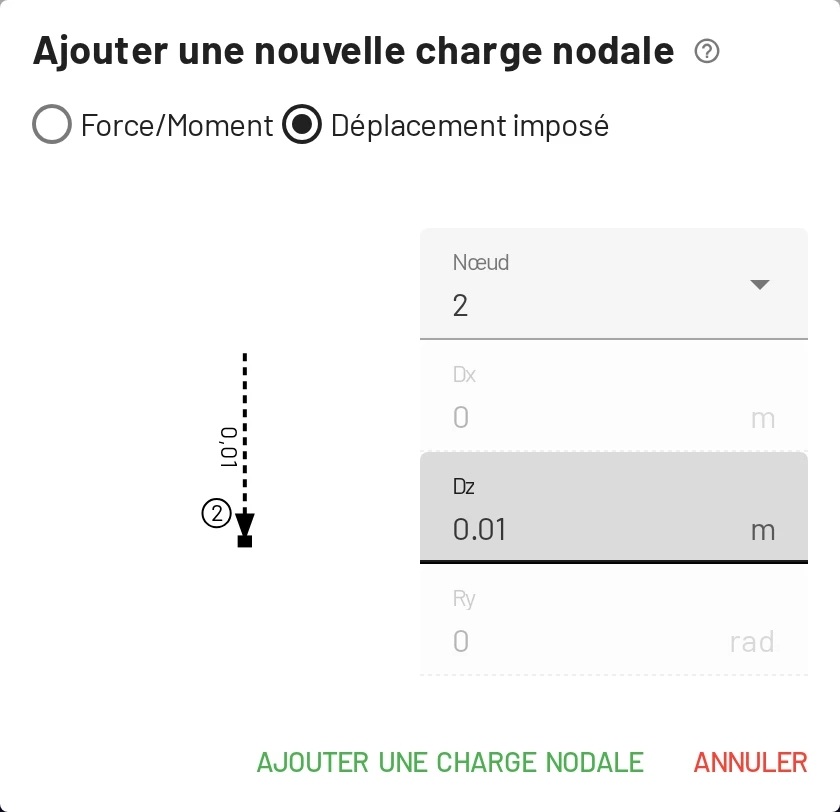 Ajouter une nouvelle charge nodale ?
Force/Moment Déplacement imposé
Nœud
2
Dx
0 m
0,01
Dz
2
0.01 m
Ry
0 rad
AJOUTER UNE CHARGE NODALE ANNULER